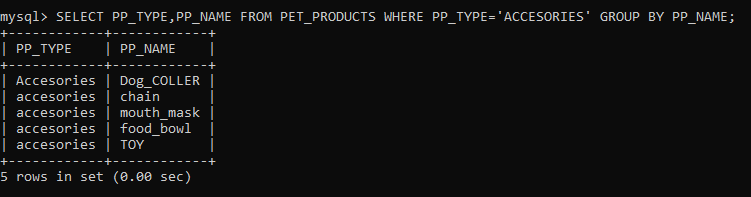 mysql> SELECT PP_TYPE,PP_NAME FROM PET_PRODUCTS WHERE PP_TYPE='ACCESORIES' GROUP BY PP_NAME;
+------------+------------+
| PP_TYPE    | PP_NAME    |
+------------+------------+
| Accesories | Dog_COLLER |
| accesories | chain      |
| accesories | mouth_mask |
| accesories | food_bowl  |
| accesories | TOY        |
+------------+------------+
5 rows in set (0.00 sec)